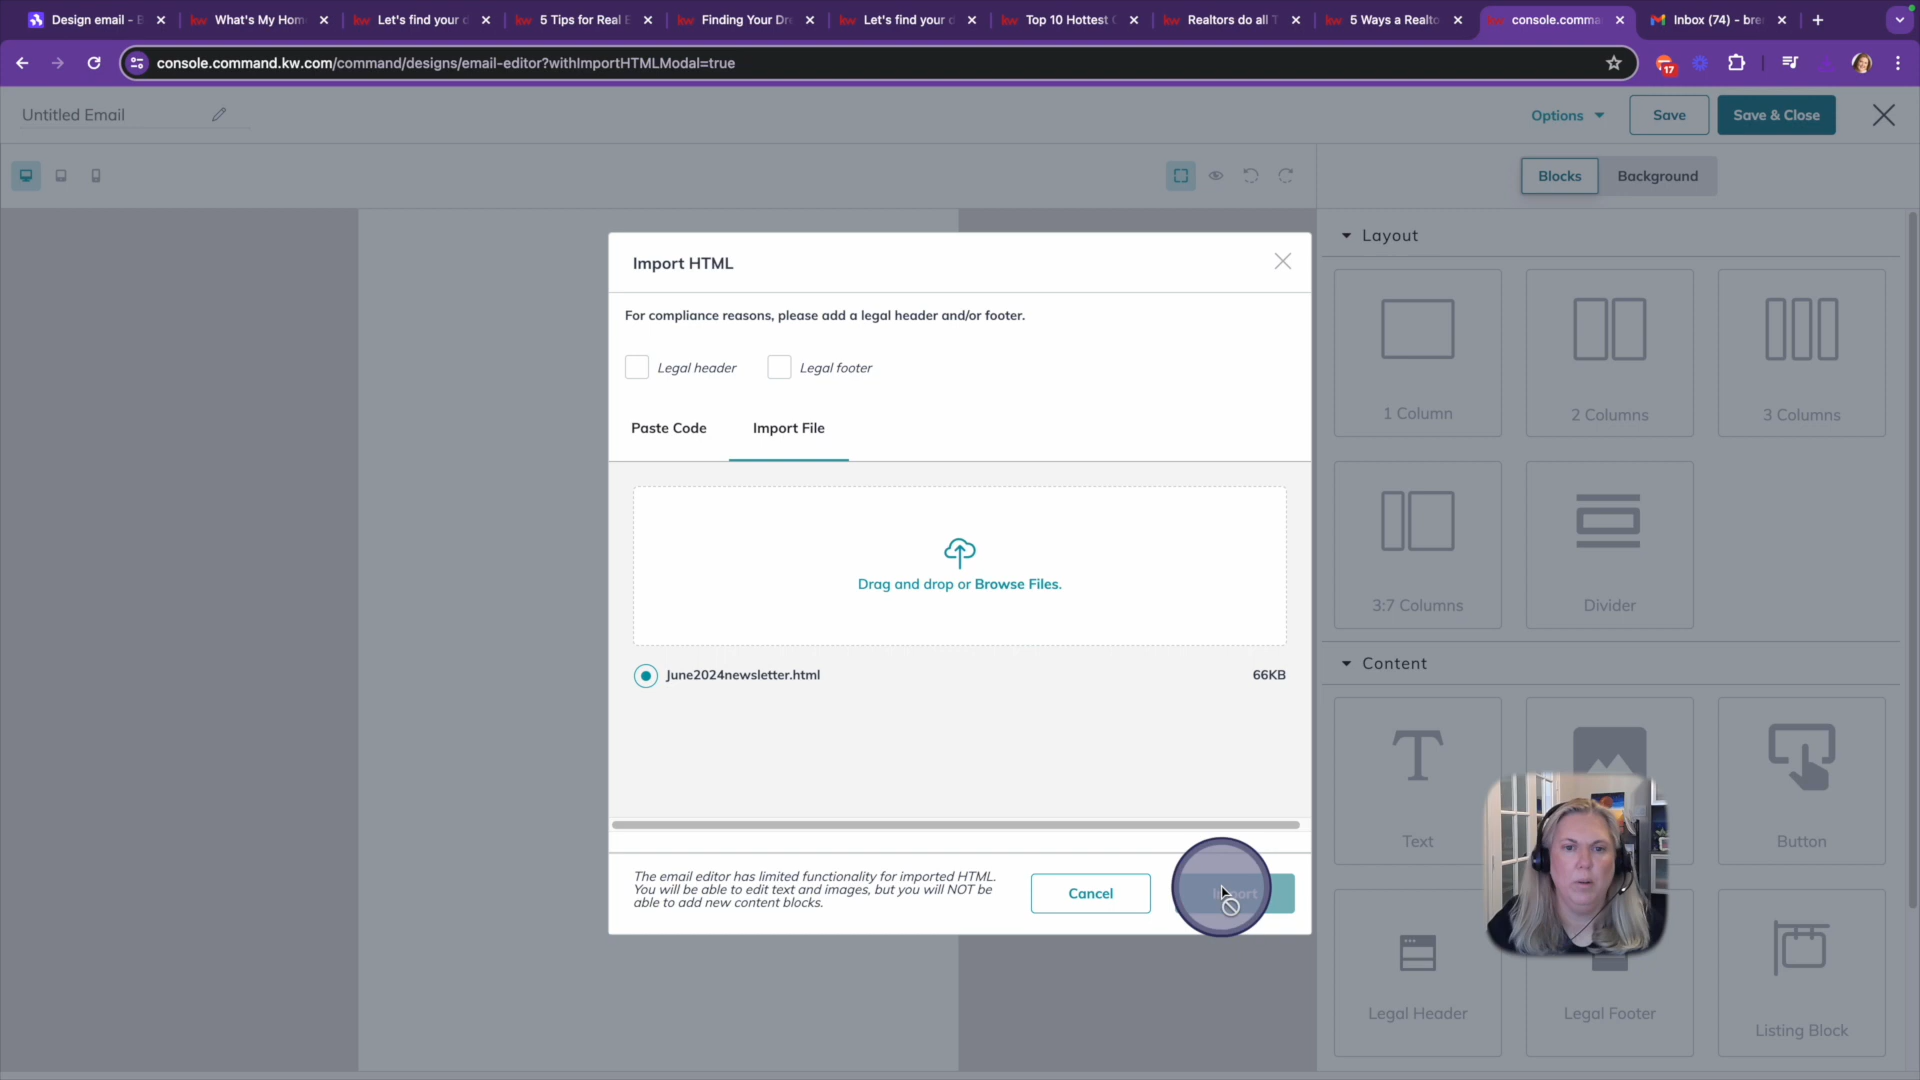 Design email - B
What's My Hom
Let's find your d
5 Tips for Real E
Finding Your Dre
Let's find your d
Top 10 Hottest C
Realtors do all T
5 Ways a Realto
console.comma
Inbox (74) - bre
console.command.kw.com/command/designs/email-editor?withImportHTMLModal=true
17
Untitled Email
Options
Save
Save & Close
Blocks
Background
Layout
1 Column
2 Columns
3 Columns
3:7 Columns
Divider
Content
Text
Button
Legal Header
Legal Footer
Listing Block
Import HTML
For compliance reasons, please add a legal header and/or footer.
Legal header
Legal footer
Paste Code
Import File
Drag and drop or Browse Files.
June2024newsletter.html
66KB
The email editor has limited functionality for imported HTML.
You will be able to edit text and images, but you will NOT be
able to add new content blocks.
Cancel
Import